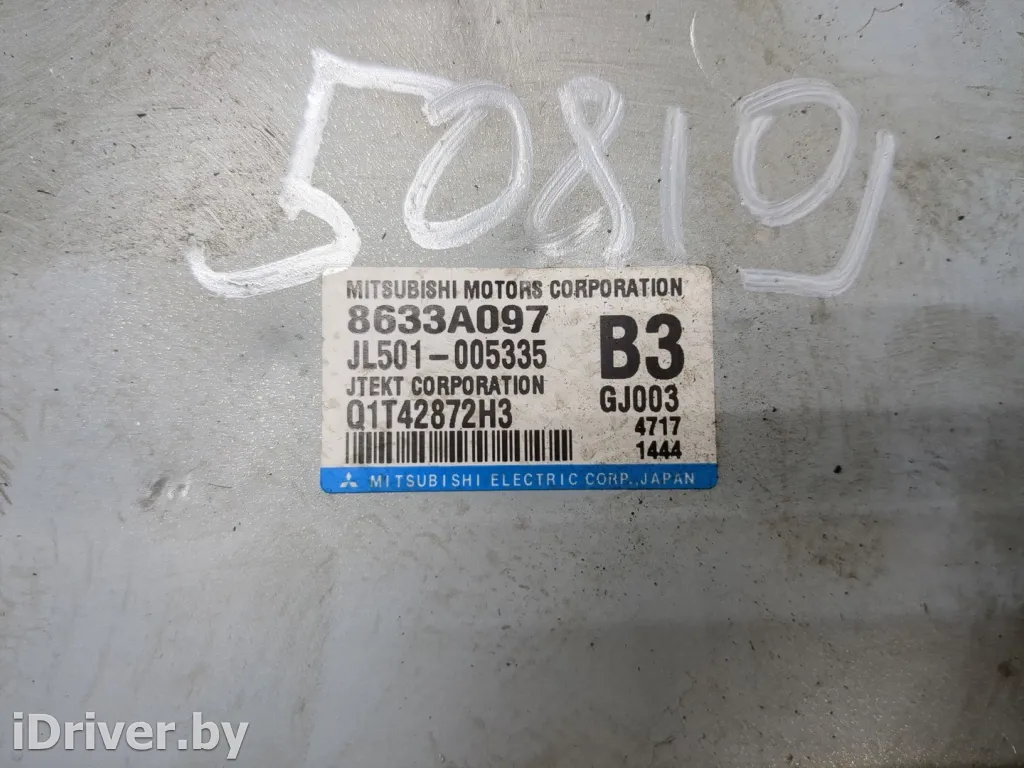 50819
MITSUBISHI MOTORS CORPORATION
8633A097
B3
JL501-005335
JTEKT CORPORATION
GJ003
Q1T42872H3
4717
1444
MITSUBISHI ELECTRIC CORP., JAPAN
iDriver.by